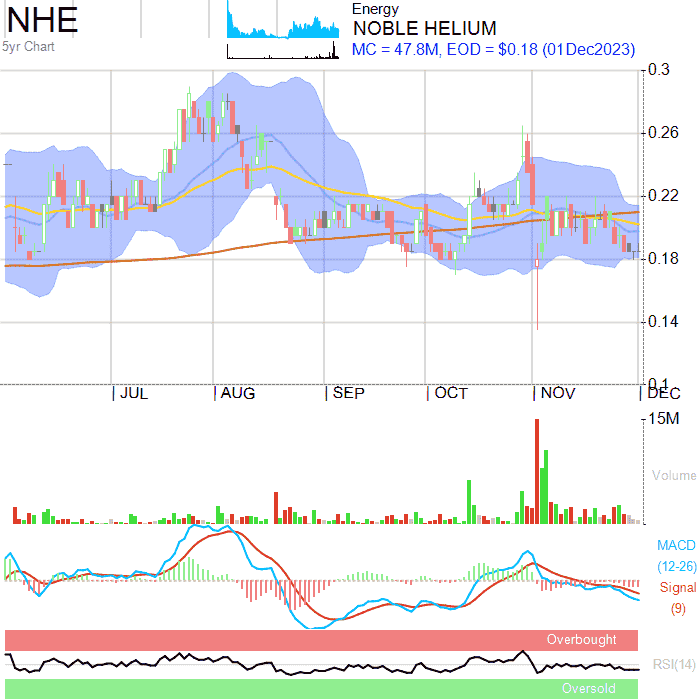 NHE
5yr Chart
Energy
NOBLE HELIUM
MC = 47.8M, EOD = $0.18 (01Dec2023)
0.3
0.26
0.22
0.18
0.14
0.1
JUL AUG SEP OCT NOV DEC
15M
Volume
MACD
(12-26)
Signal
(9)
Overbought
RSI(14)
Oversold